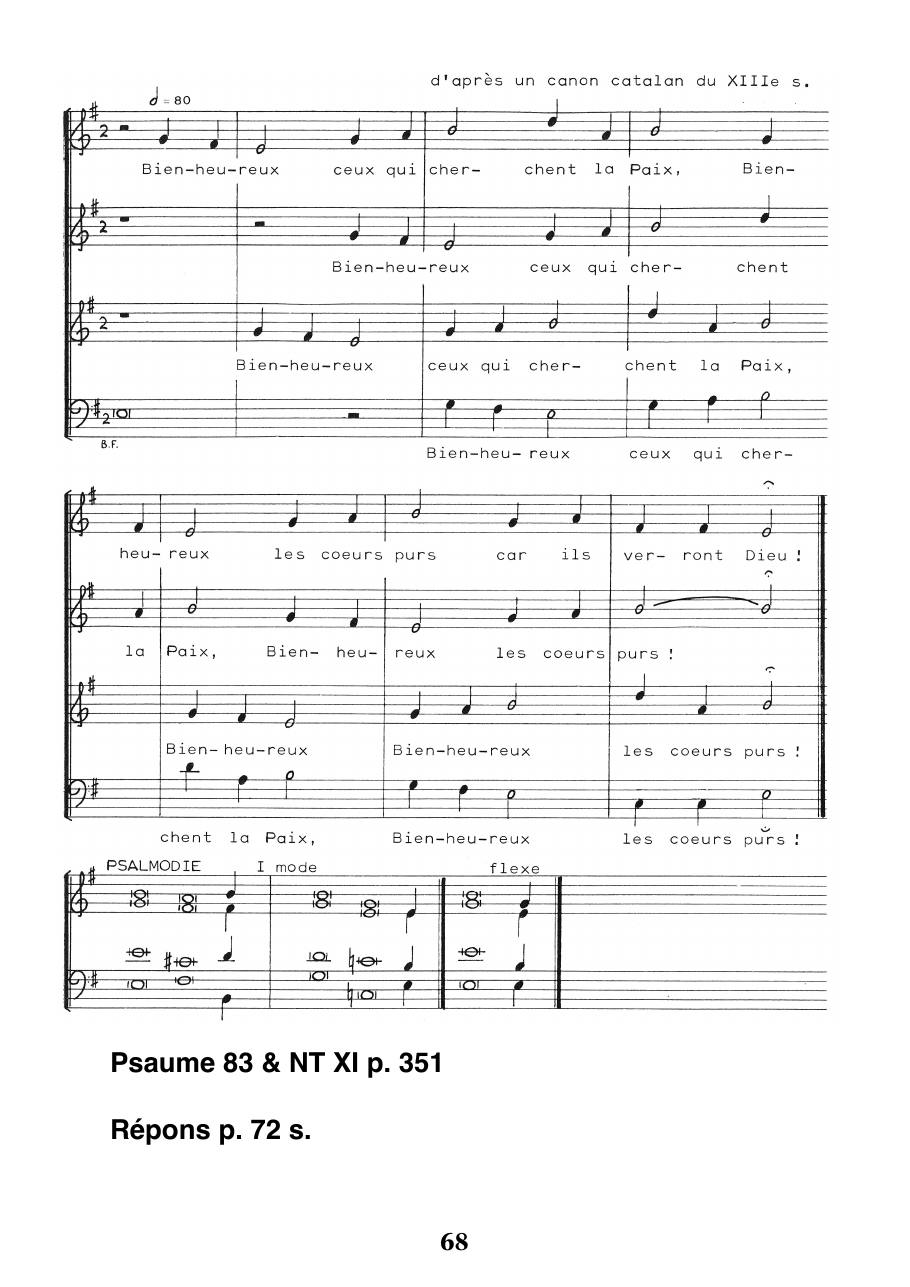 d'après un canon catalan du XIIIe s.
= 80
2
Bien-heu-reux ceux qui cher- chent la Paix, Bien-
2
Bien-heu-reux ceux qui cher- chent
2
Bien-heu-reux ceux qui cher- chent la Paix,
2
B.F.
Bien-heu-reux ceux qui cher-
heu-reux les coeurs purs car ils ver-ront Dieu !
la Paix, Bien- heu- reux les coeurs purs !
Bien-heu-reux Bien-heu-reux les coeurs purs !
chent la Paix, Bien-heu-reux les coeurs purs !
PSALMODIE I mode flexe
Psaume 83 & NT XI p. 351
Répons p. 72 s.
68